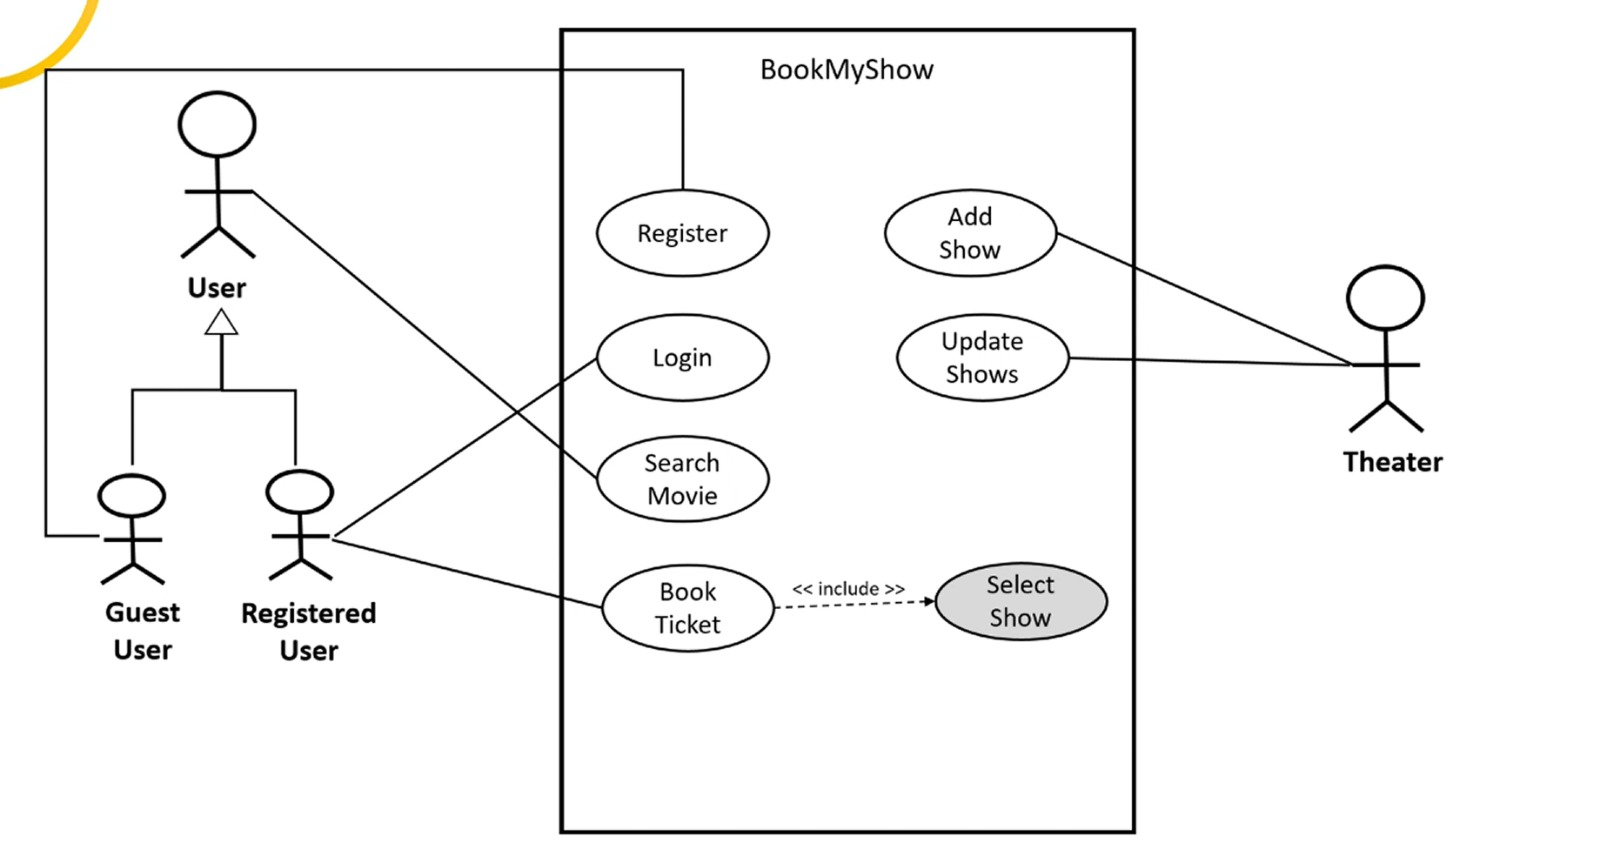 BookMyShow
User
Guest
User
Registered
User
Register
Login
Search
Movie
Book
Ticket
<< include >>
Select
Show
Add
Show
Update
Shows
Theater